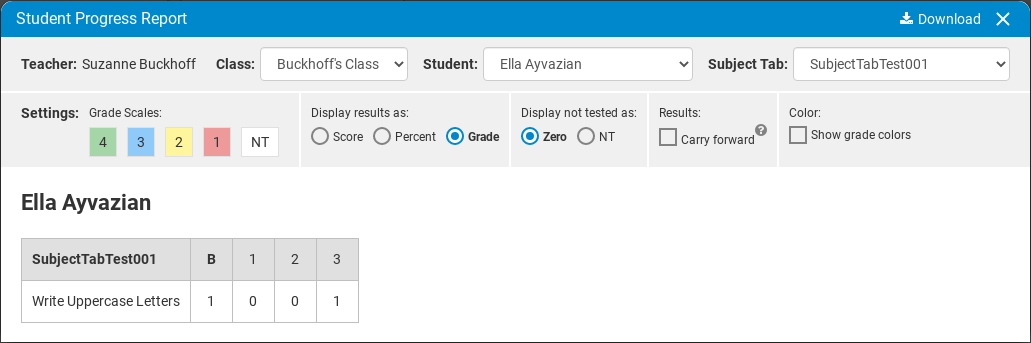 Student Progress Report Download
Teacher: Suzanne Buckhoff Class: Buckhoff's Class Student: Ella Ayvazian Subject Tab: SubjectTabTest001
Settings: Grade Scales: Display results as: Display not tested as: Results: Color:
4 3 2 1 NT Score Percent Grade Zero NT Carry forward ? Show grade colors
Ella Ayvazian
SubjectTabTest001 B 1 2 3
Write Uppercase Letters 1 0 0 1